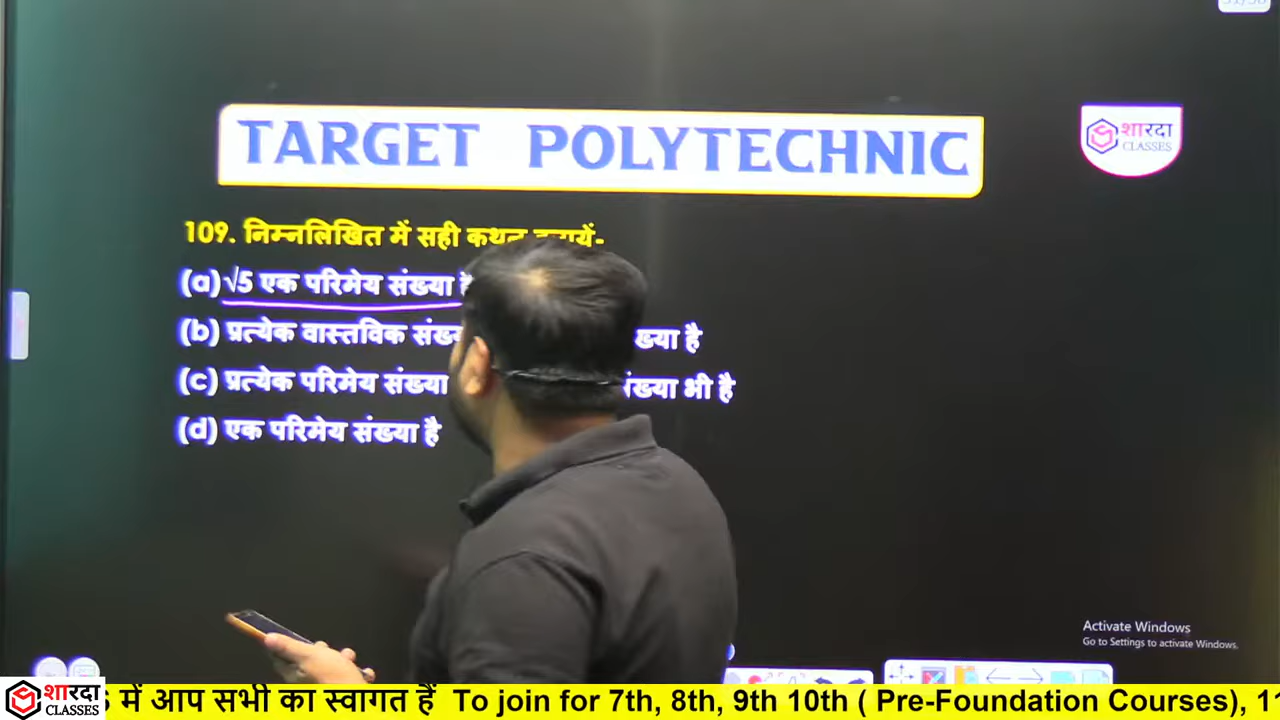 TARGET POLYTECHNIC
शारदा
CLASSES
109. निम्नलिखित में सही कथन
(a) √5 एक परिमेय संख्या
(b) प्रत्येक वास्तविक है
(c) प्रत्येक परिमेय संख्या भी है
(d) एक परिमेय संख्या है
Activate Windows
Go to Settings to activate Windows.
शारदा
CLASSES
में आप सभी का स्वागत हैं To join for 7th, 8th, 9th 10th ( Pre-Foundation Courses),